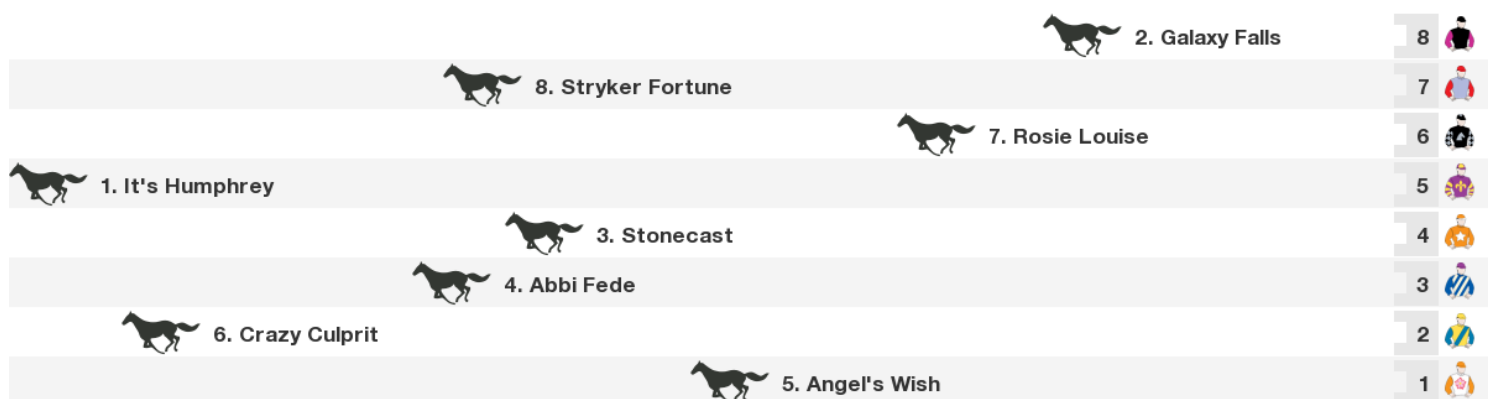 2. Galaxy Falls 8
8. Stryker Fortune 7
7. Rosie Louise 6
1. It's Humphrey 5
3. Stonecast 4
4. Abbi Fede 3
6. Crazy Culprit 2
5. Angel's Wish 1